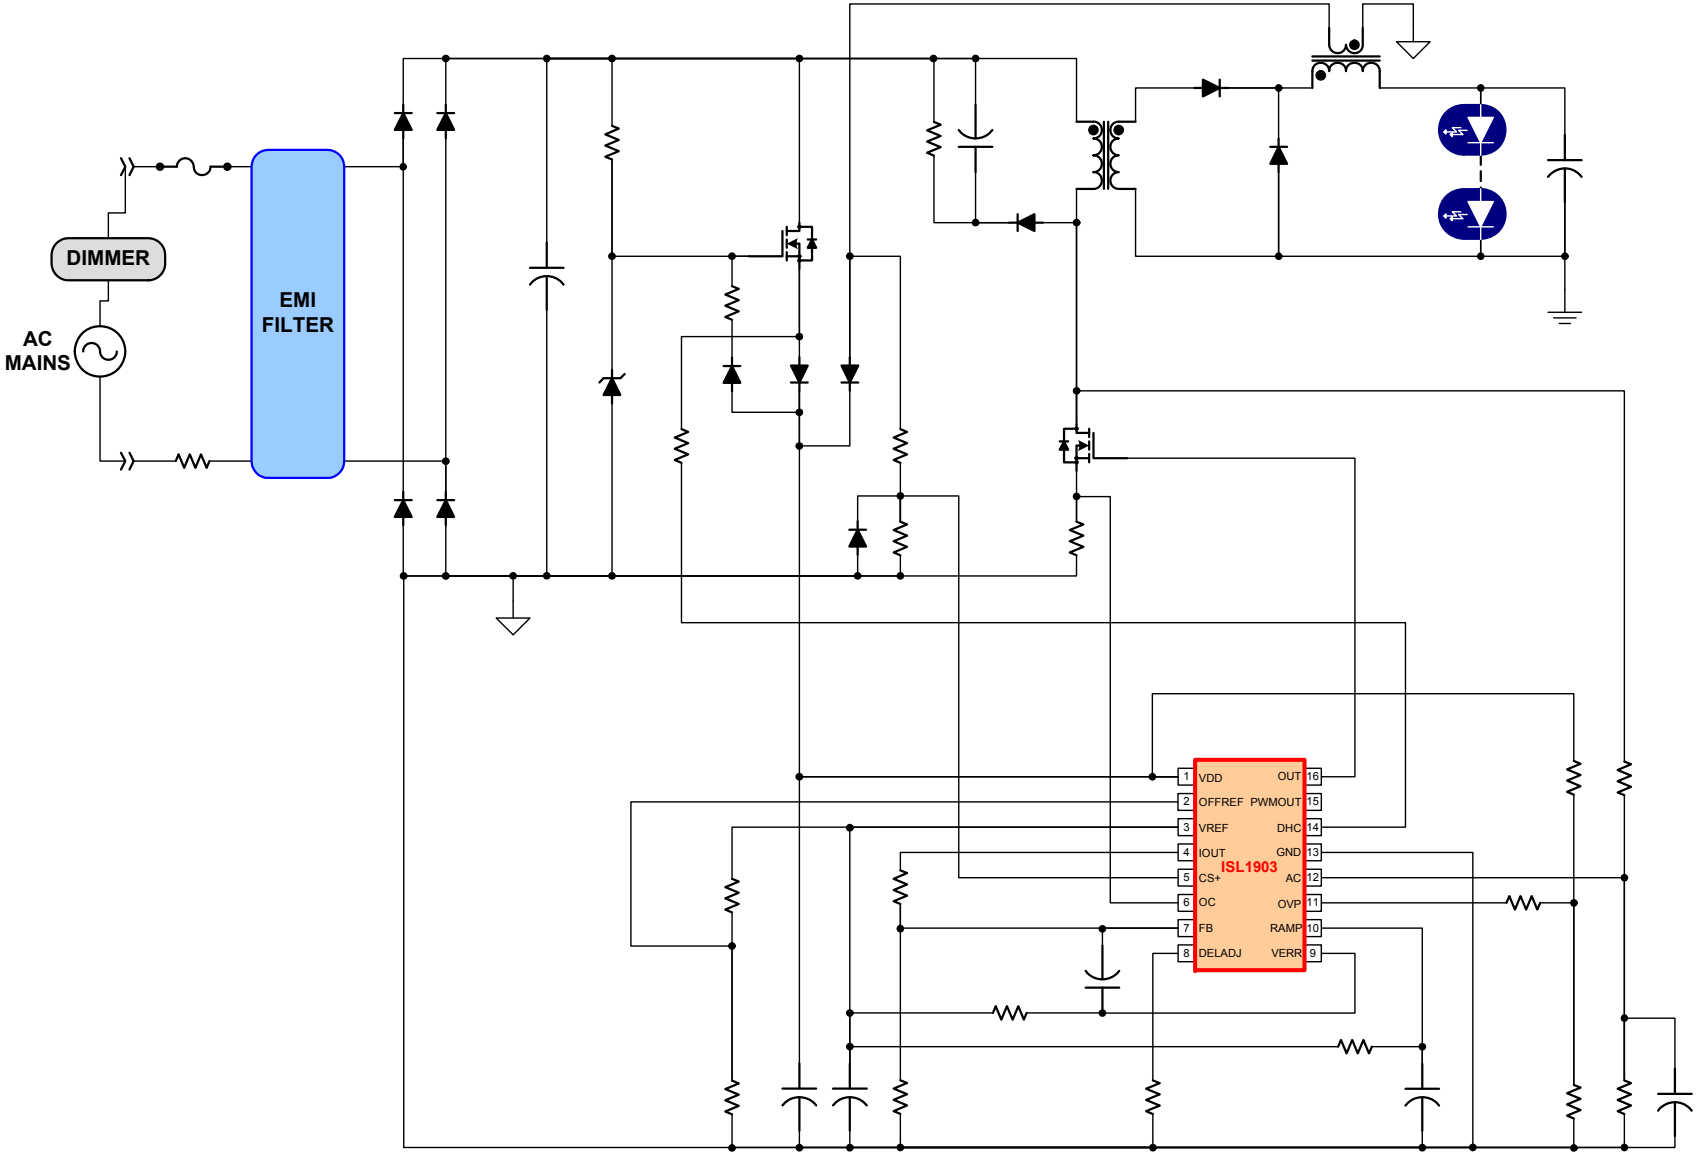 DIMMER
AC
MAINS
EMI
FILTER
1 VDD OUT 16
2 OFFREF PWMOUT 15
3 VREF DHC 14
4 IOUT GND 13
ISL1903
5 CS+ AC 12
6 OC OVP 11
7 FB RAMP 10
8 DELADJ VERR 9